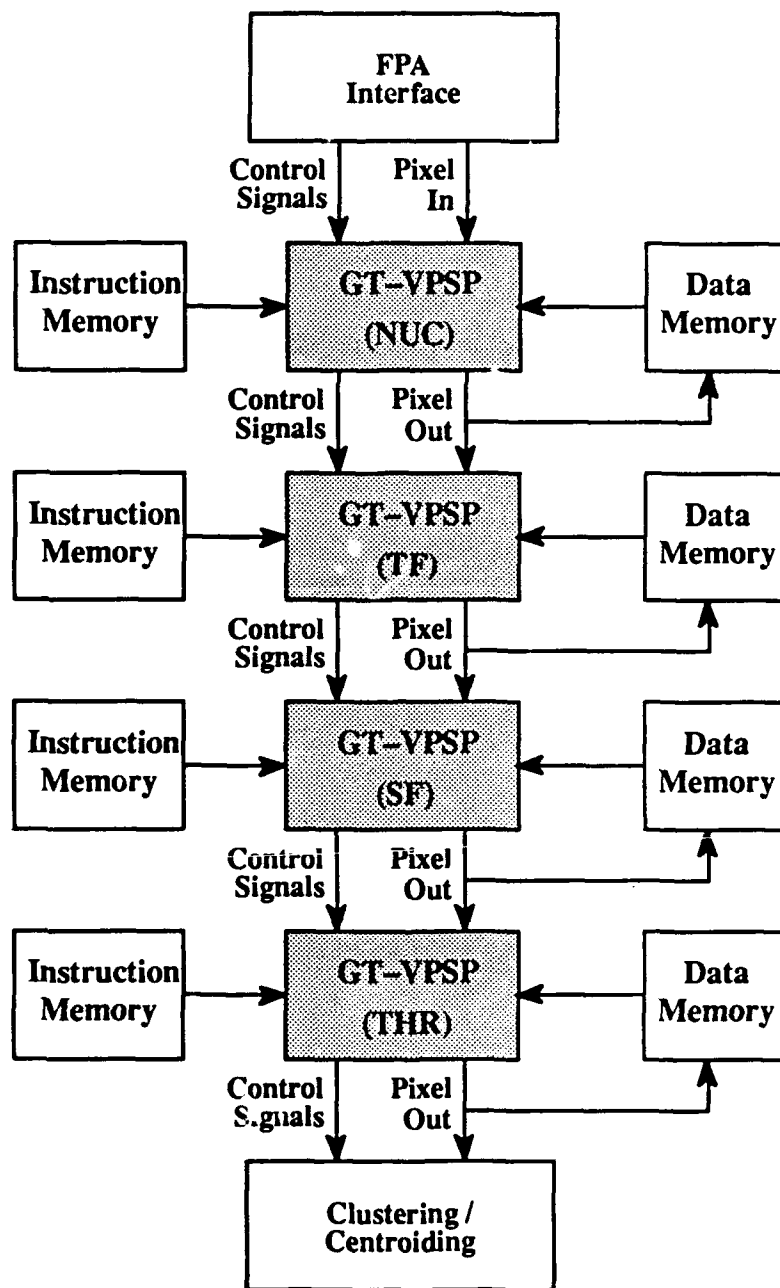 FPA
Interface
Control
Signals
Pixel
In
Instruction
Memory
GT–VPSP
(NUC)
Data
Memory
Control
Signals
Pixel
Out
Instruction
Memory
GT–VPSP
(TF)
Data
Memory
Control
Signals
Pixel
Out
Instruction
Memory
GT–VPSP
(SF)
Data
Memory
Control
Signals
Pixel
Out
Instruction
Memory
GT–VPSP
(THR)
Data
Memory
Control
Signals
Pixel
Out
Clustering /
Centroiding